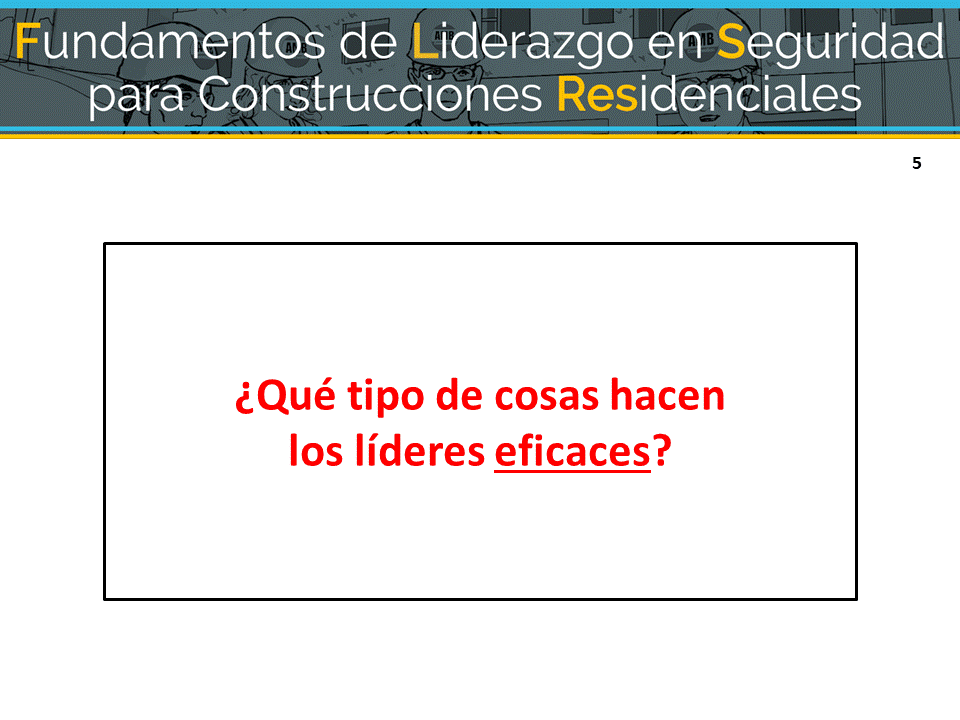 Fundamentos de Liderazgo en Seguridad
para Construcciones Residenciales
5
¿Qué tipo de cosas hacen
los líderes eficaces?